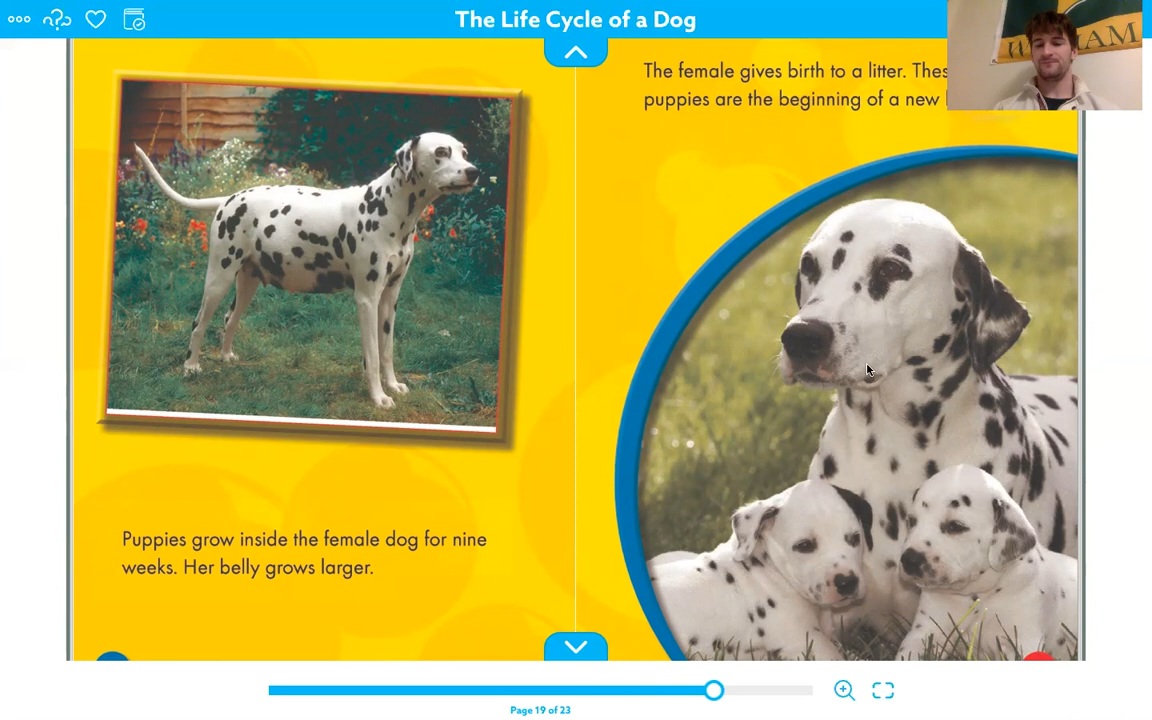 The Life Cycle of a Dog
The female gives birth to a litter.
puppies are the beginning of a new
Puppies grow inside the female dog for nine
weeks. Her belly grows larger.
Page 19 of 23